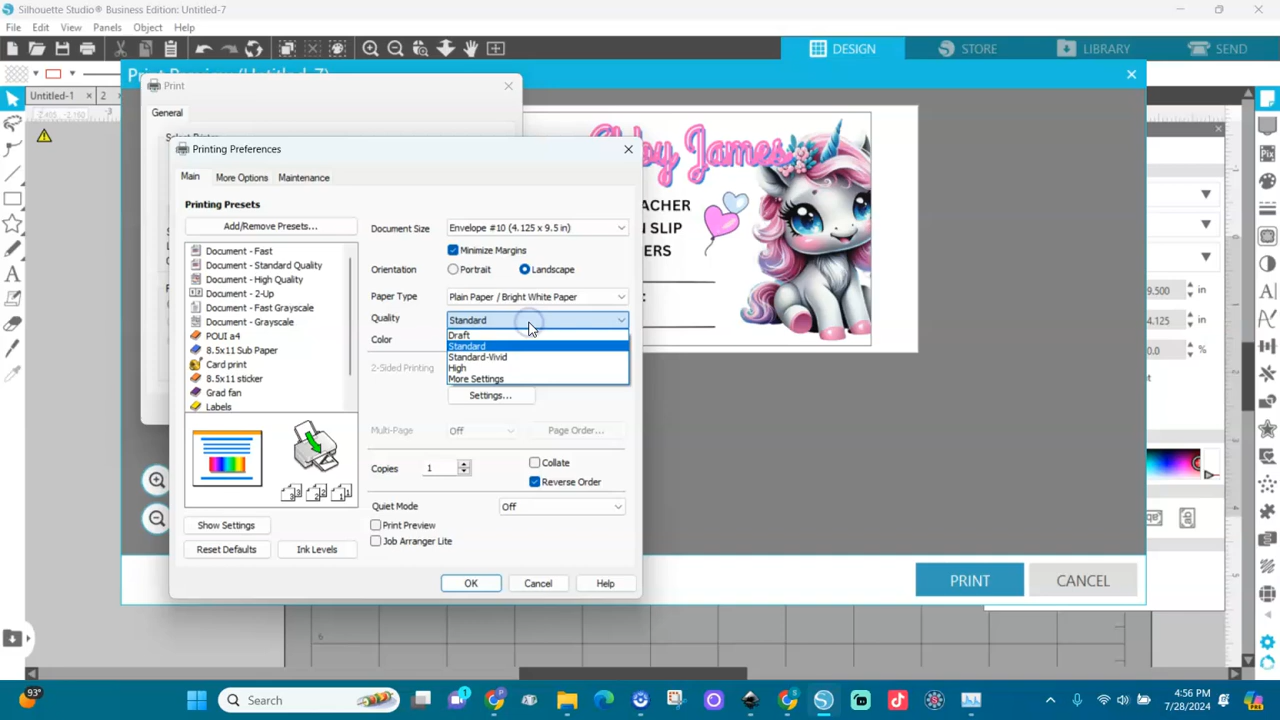 Silhouette Studio® Business Edition: Untitled-7
File Edit View Panels Object Help
DESIGN
STORE
LIBRARY
SEND
Untitled-1
2
Print
General
Printing Preferences
Main
More Options
Maintenance
Printing Presets
Add/Remove Presets...
Document - Fast
Document - Standard Quality
Document - High Quality
Document - 2-Up
Document - Fast Grayscale
Document - Grayscale
POUI a4
8.5x11 Sub Paper
Card print
8.5x11 sticker
Grad fan
Labels
Show Settings
Reset Defaults
Ink Levels
Document Size
Envelope #10 (4.125 x 9.5 in)
Minimize Margins
Orientation
Portrait
Landscape
Paper Type
Plain Paper / Bright White Paper
Quality
Standard
Draft
Standard
Standard-Vivid
High
More Settings
Color
2-Sided Printing
Settings...
Multi-Page
Off
Page Order...
Copies
1
Collate
Reverse Order
Quiet Mode
Off
Print Preview
Job Arranger Lite
OK
Cancel
Help
James
PRINT
CANCEL
9.500 in
4.125 in
0.0 %
93°
Search
4:56 PM
7/28/2024